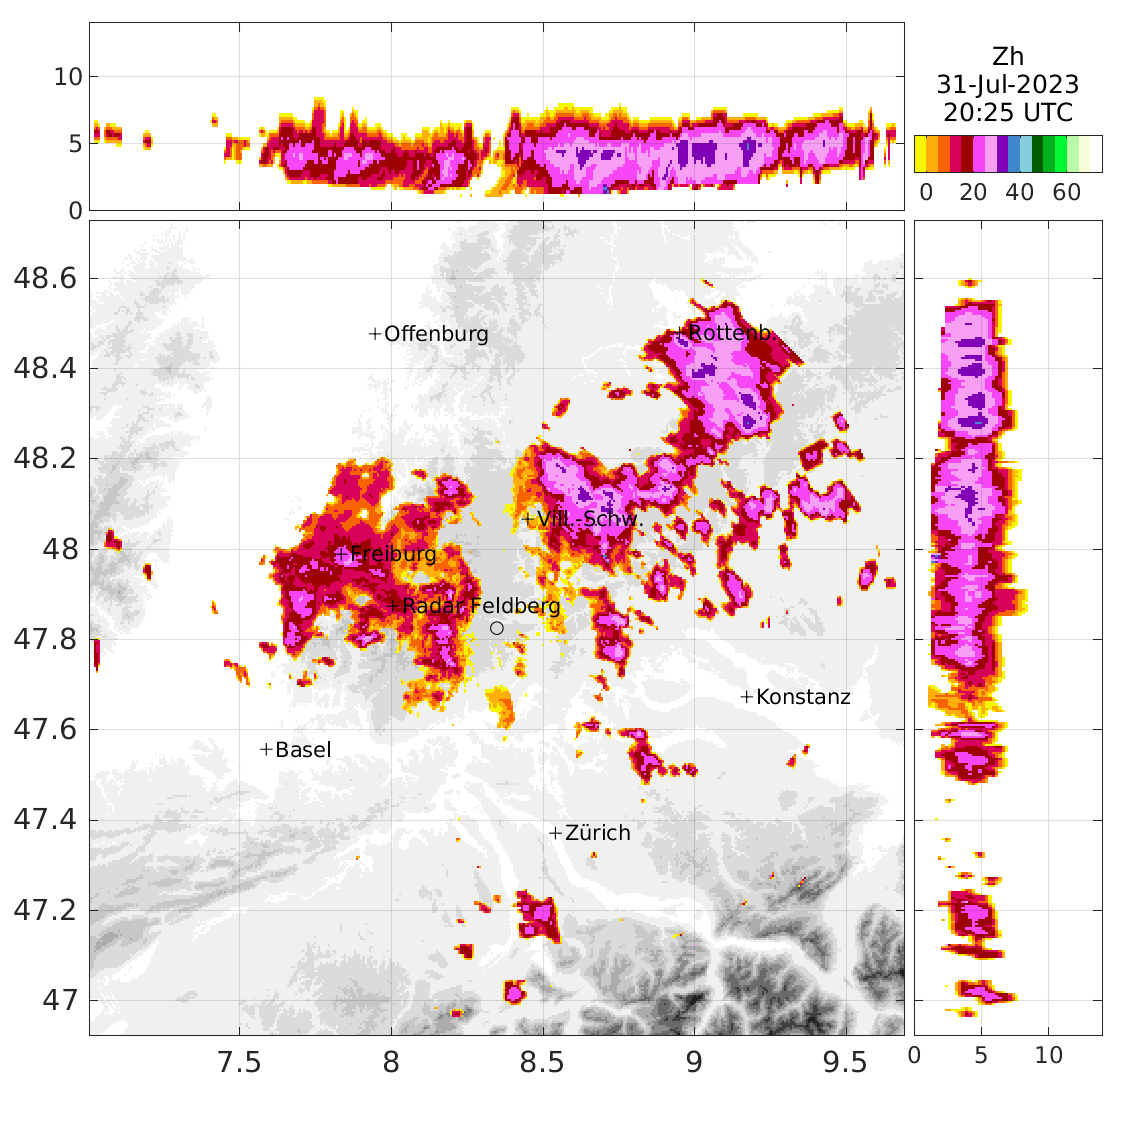 10
5
0
Zh
31-Jul-2023
20:25 UTC
0 20 40 60
48.6
48.4
48.2
48
47.8
47.6
47.4
47.2
47
+Offenburg
+Rottenb.
+Vill.-Schw.
+Freiburg
+Radar Feldberg
+Konstanz
+Basel
+Zürich
7.5 8 8.5 9 9.5
0 5 10